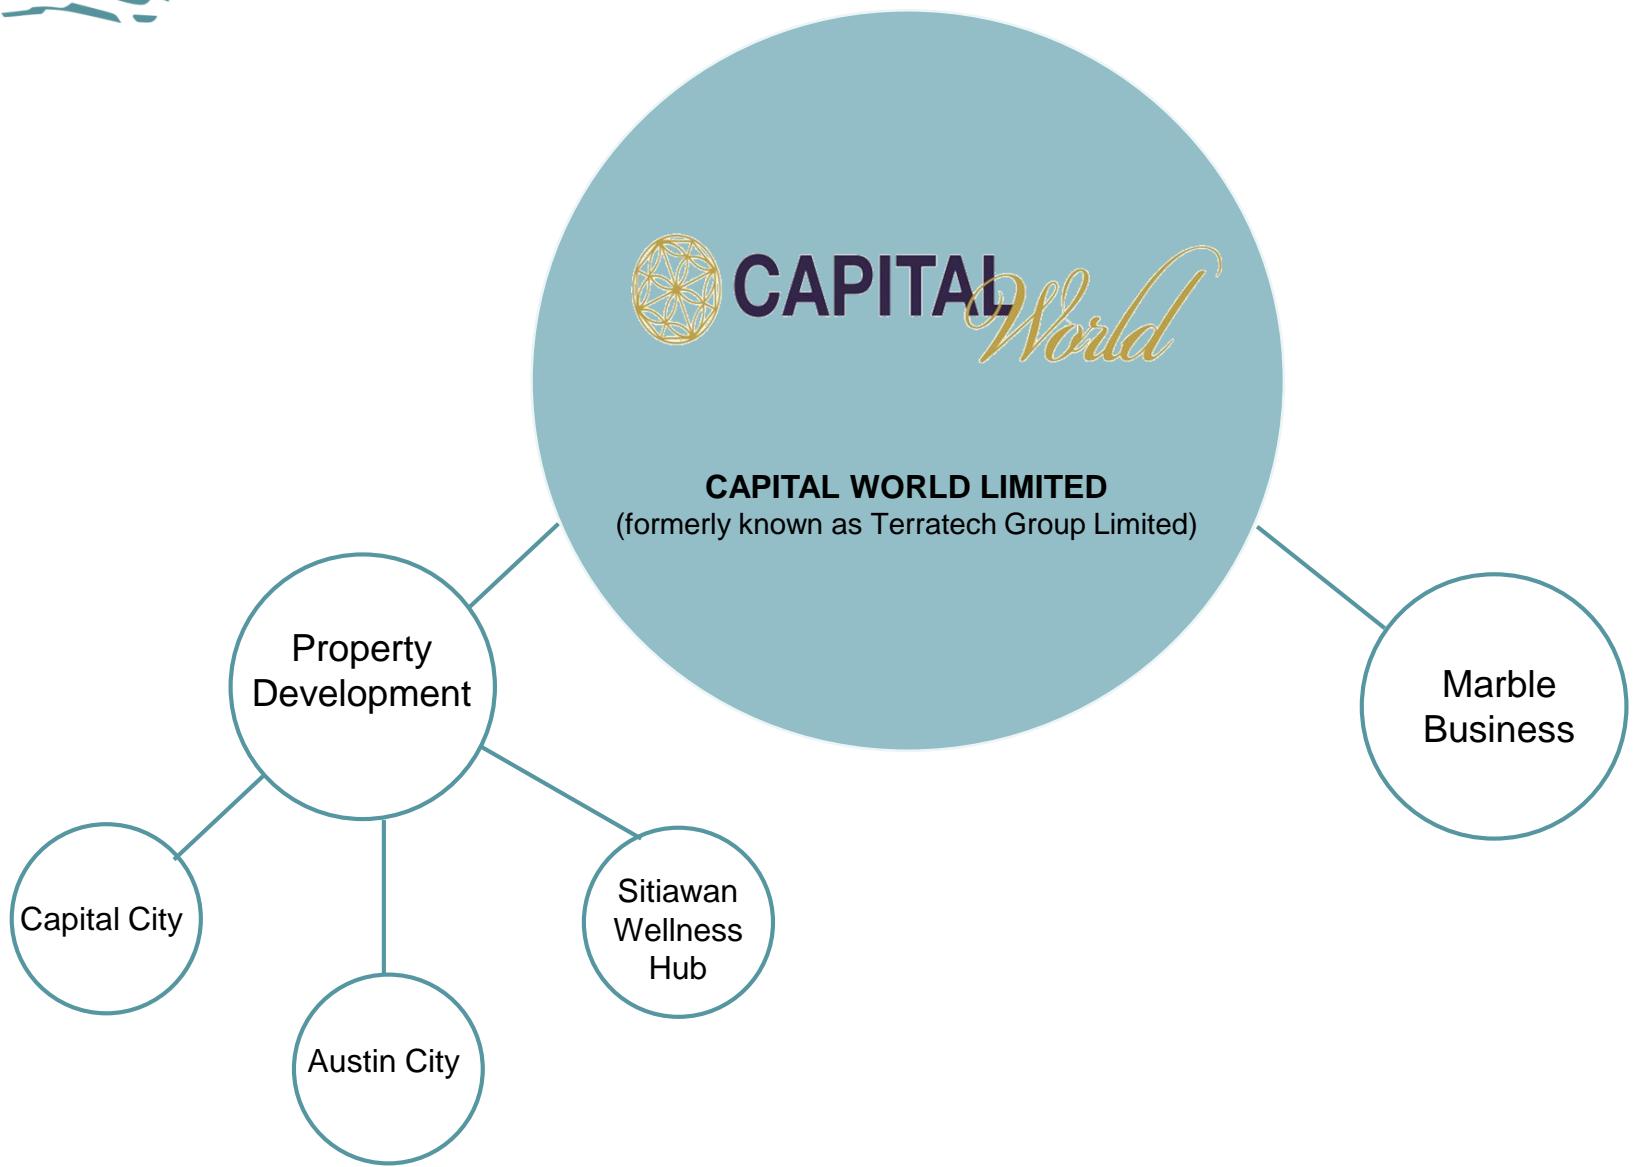 CAPITAL
World
CAPITAL WORLD LIMITED
(formerly known as Terratech Group Limited)
Property
Development
Marble
Business
Capital City
Sitiawan
Wellness
Hub
Austin City